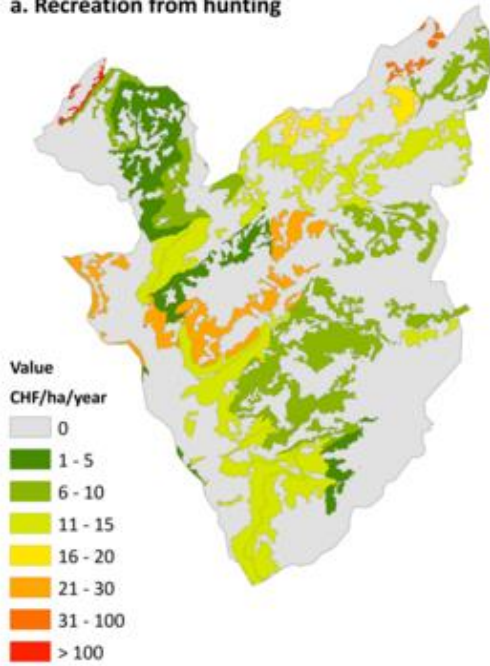 a. Recreation from hunting
Value
CHF/ha/year
0
1 - 5
6 - 10
11 - 15
16 - 20
21 - 30
31 - 100
> 100